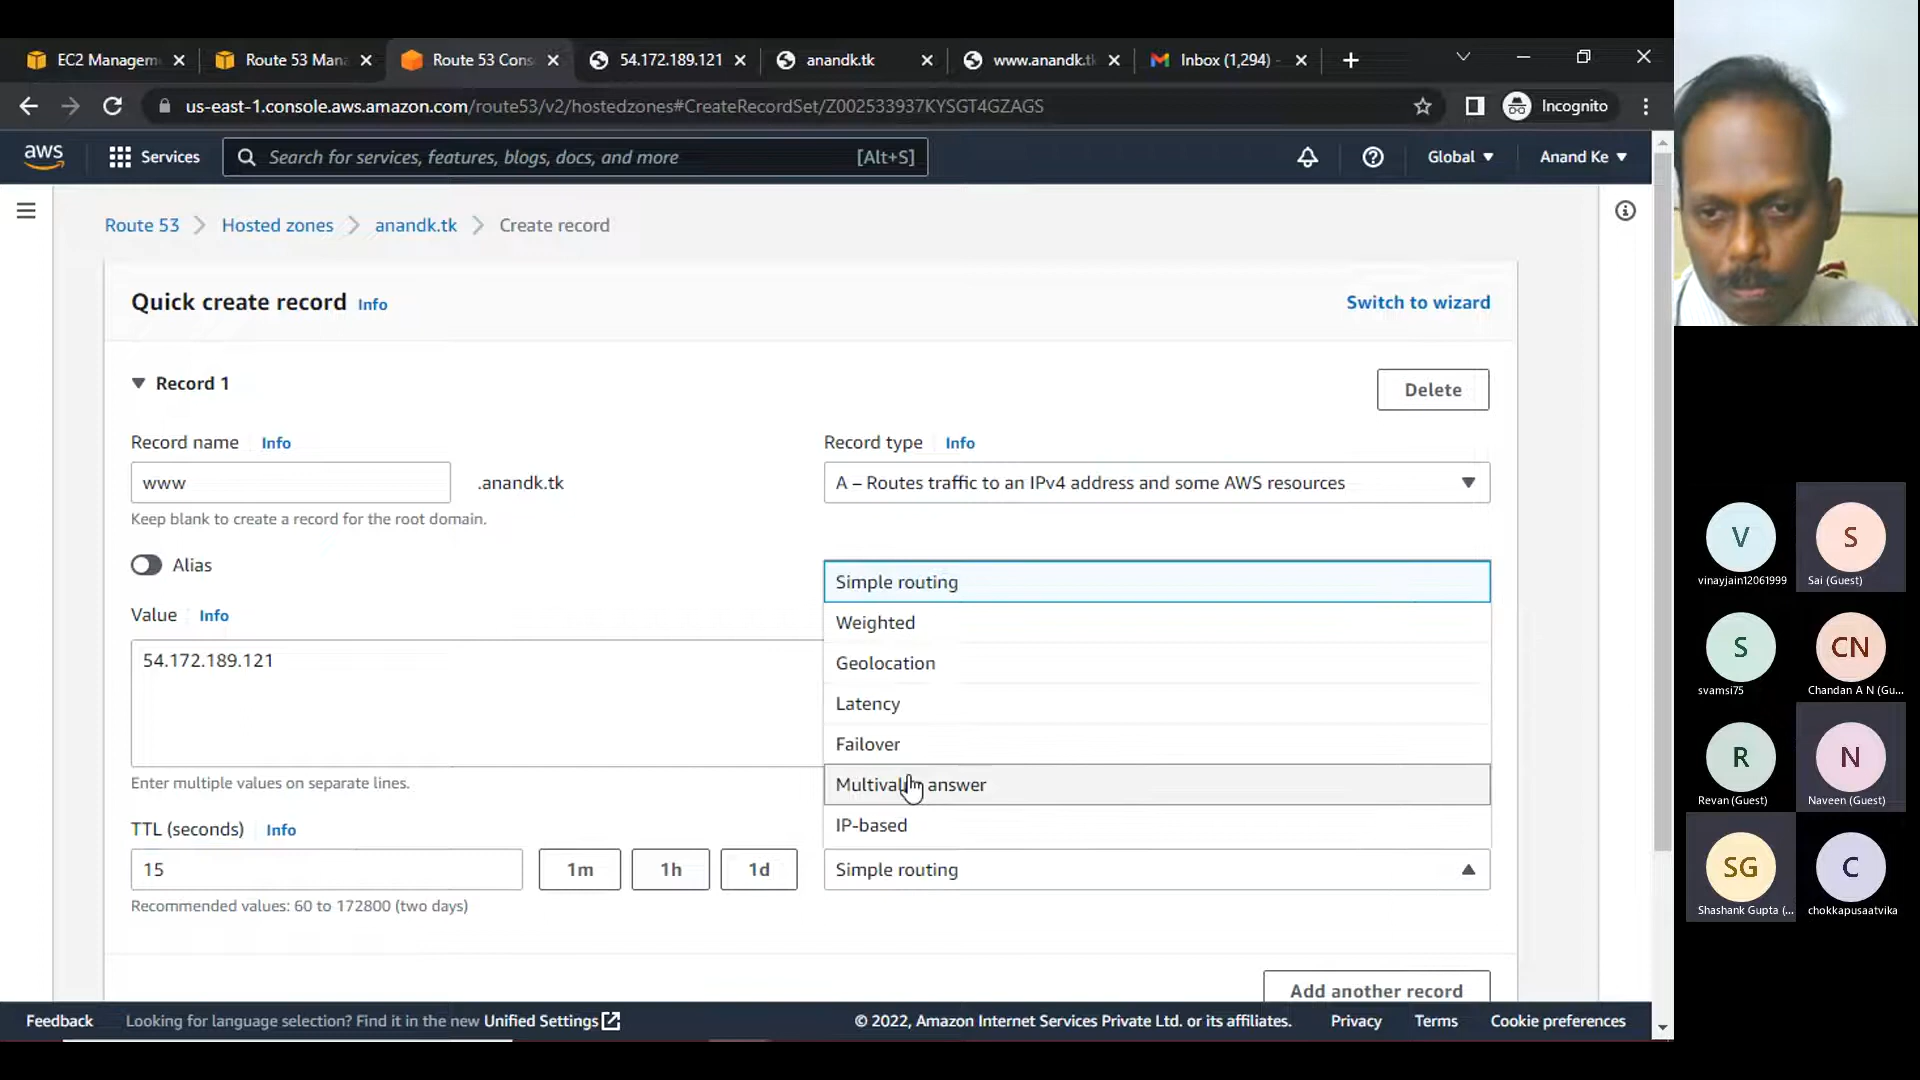 EC2 Managem
Route 53 Man
Route 53 Cons
54.172.189.121
anandk.tk
www.anandk.tk
Inbox (1,294) -
us-east-1.console.aws.amazon.com/route53/v2/hostedzones#CreateRecordSet/Z002533937KYSGT4GZAGS
Incognito
aws
Services
Search for services, features, blogs, docs, and more
[Alt+S]
Global
Anand Ke
Route 53
Hosted zones
anandk.tk
Create record
Quick create record
Info
Switch to wizard
Record 1
Delete
Record name
Info
Record type
Info
www
.anandk.tk
A – Routes traffic to an IPv4 address and some AWS resources
Keep blank to create a record for the root domain.
Alias
Simple routing
Value
Info
Weighted
54.172.189.121
Geolocation
Latency
Failover
Multivalue answer
Enter multiple values on separate lines.
IP-based
TTL (seconds)
Info
15
1m
1h
1d
Simple routing
Recommended values: 60 to 172800 (two days)
Add another record
Feedback
Looking for language selection? Find it in the new Unified Settings
© 2022, Amazon Internet Services Private Ltd. or its affiliates.
Privacy
Terms
Cookie preferences
V
vinayjain12061999
S
Sai (Guest)
S
svamsi75
CN
Chandan A N (Gu...
R
Revan (Guest)
N
Naveen (Guest)
SG
Shashank Gupta (...
C
chokkapusaatvika